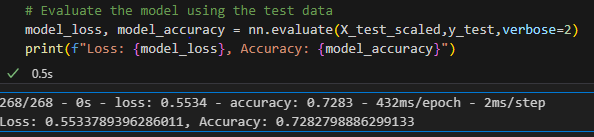 # Evaluate the model using the test data
model_loss, model_accuracy = nn.evaluate(X_test_scaled,y_test,verbose=2)
print(f"Loss: {model_loss}, Accuracy: {model_accuracy}")
✓ 0.5s
268/268 - 0s - loss: 0.5534 - accuracy: 0.7283 - 432ms/epoch - 2ms/step
Loss: 0.5533789396286011, Accuracy: 0.7282798886299133